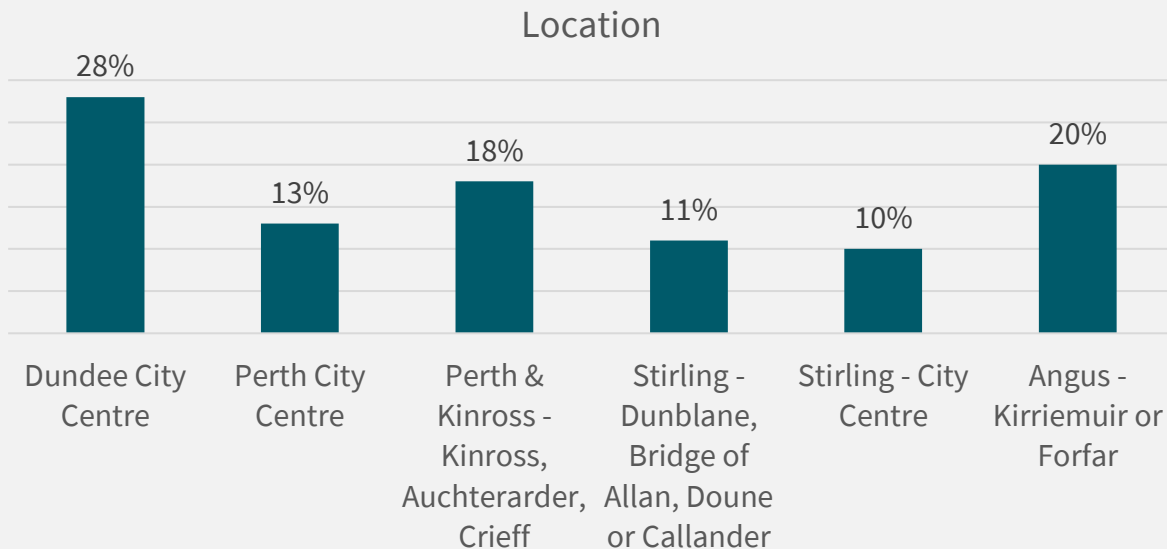 Location
28%
13%
18%
11%
10%
20%
Dundee City
Centre
Perth City
Centre
Perth &
Kinross -
Kinross,
Auchterarder,
Crieff
Stirling -
Dunblane,
Bridge of
Allan, Doune
or Callander
Stirling - City
Centre
Angus -
Kirriemuir or
Forfar